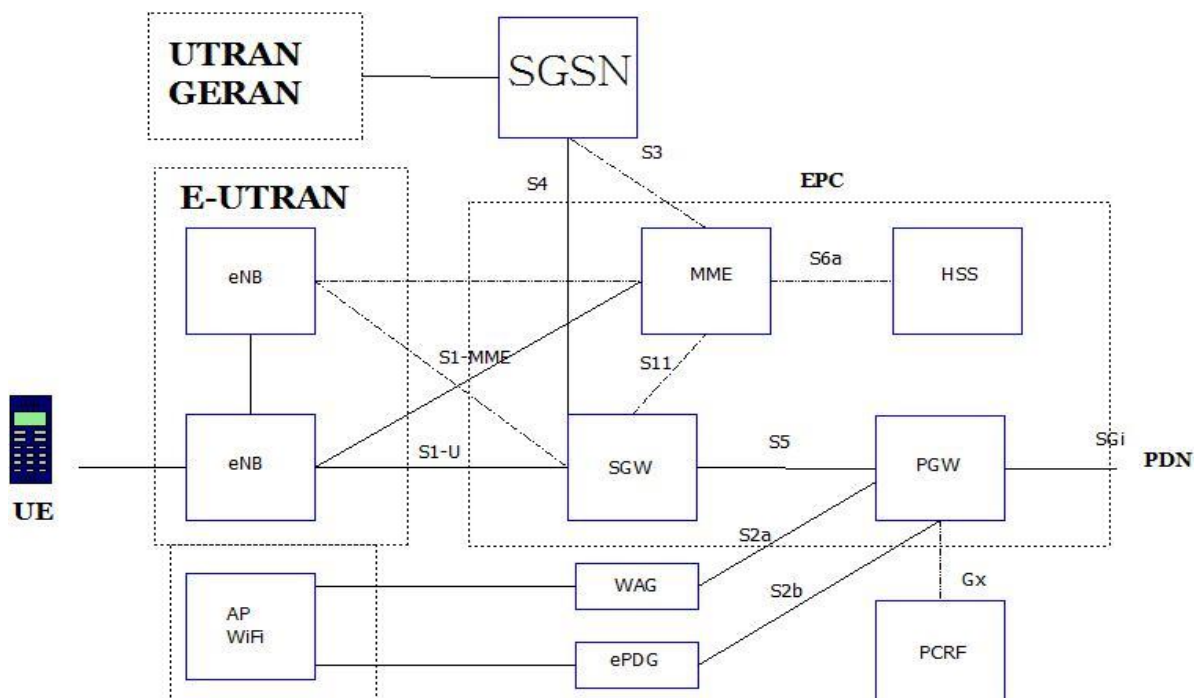 UTRAN
GERAN
SGSN
S3
S4
EPC
E-UTRAN
eNB
MME
S6a
HSS
S1-MME
S11
eNB
S1-U
SGW
S5
PGW
SGi
PDN
UE
S2a
AP
WiFi
WAG
S2b
Gx
ePDG
PCRF